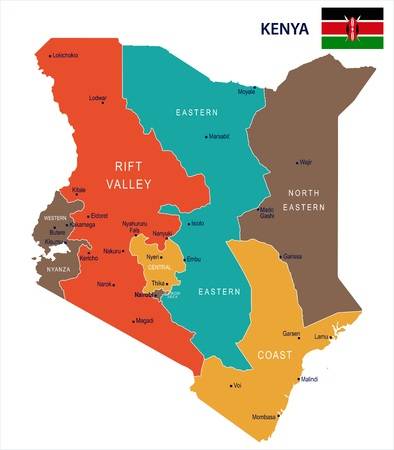 KENYA
Lokichokio
Lodwar
Moyale
EASTERN
Marsabit
RIFT
VALLEY
Wajir
NORTH
EASTERN
Kitale
WESTERN
Butere
Kakamega
Kisumu
Eldoret
Nyahururu
Fals
Nanyuki
Isiolo
Mado
Gashi
NYANZA
Kericho
Nakuru
Nyeri
CENTRAL
Embu
Garissa
Narok
Thika
Nairobi
EASTERN
Magadi
COAST
Garsen
Lamu
Voi
Malindi
Mombasa